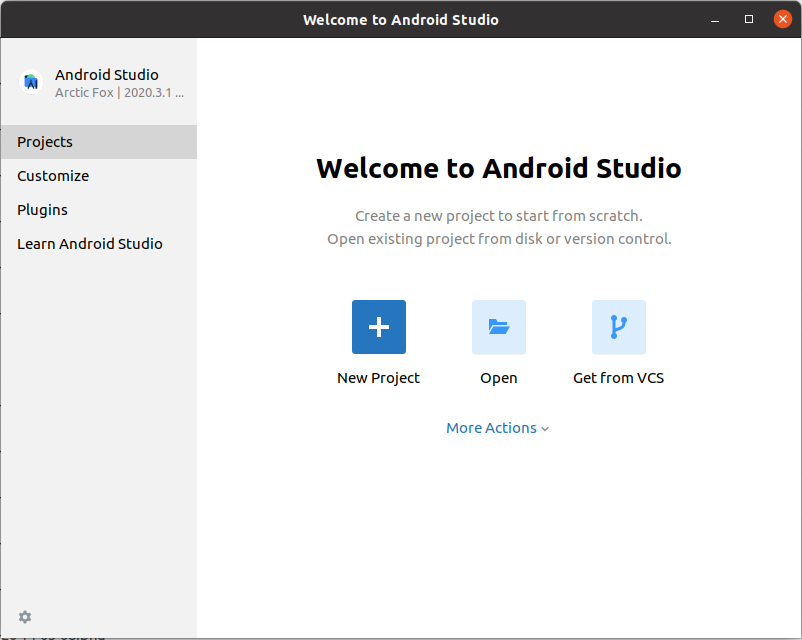 Welcome to Android Studio
Android Studio
Arctic Fox | 2020.3.1 ...
Projects
Customize
Plugins
Learn Android Studio
Welcome to Android Studio
Create a new project to start from scratch.
Open existing project from disk or version control.
New Project
Open
Get from VCS
More Actions